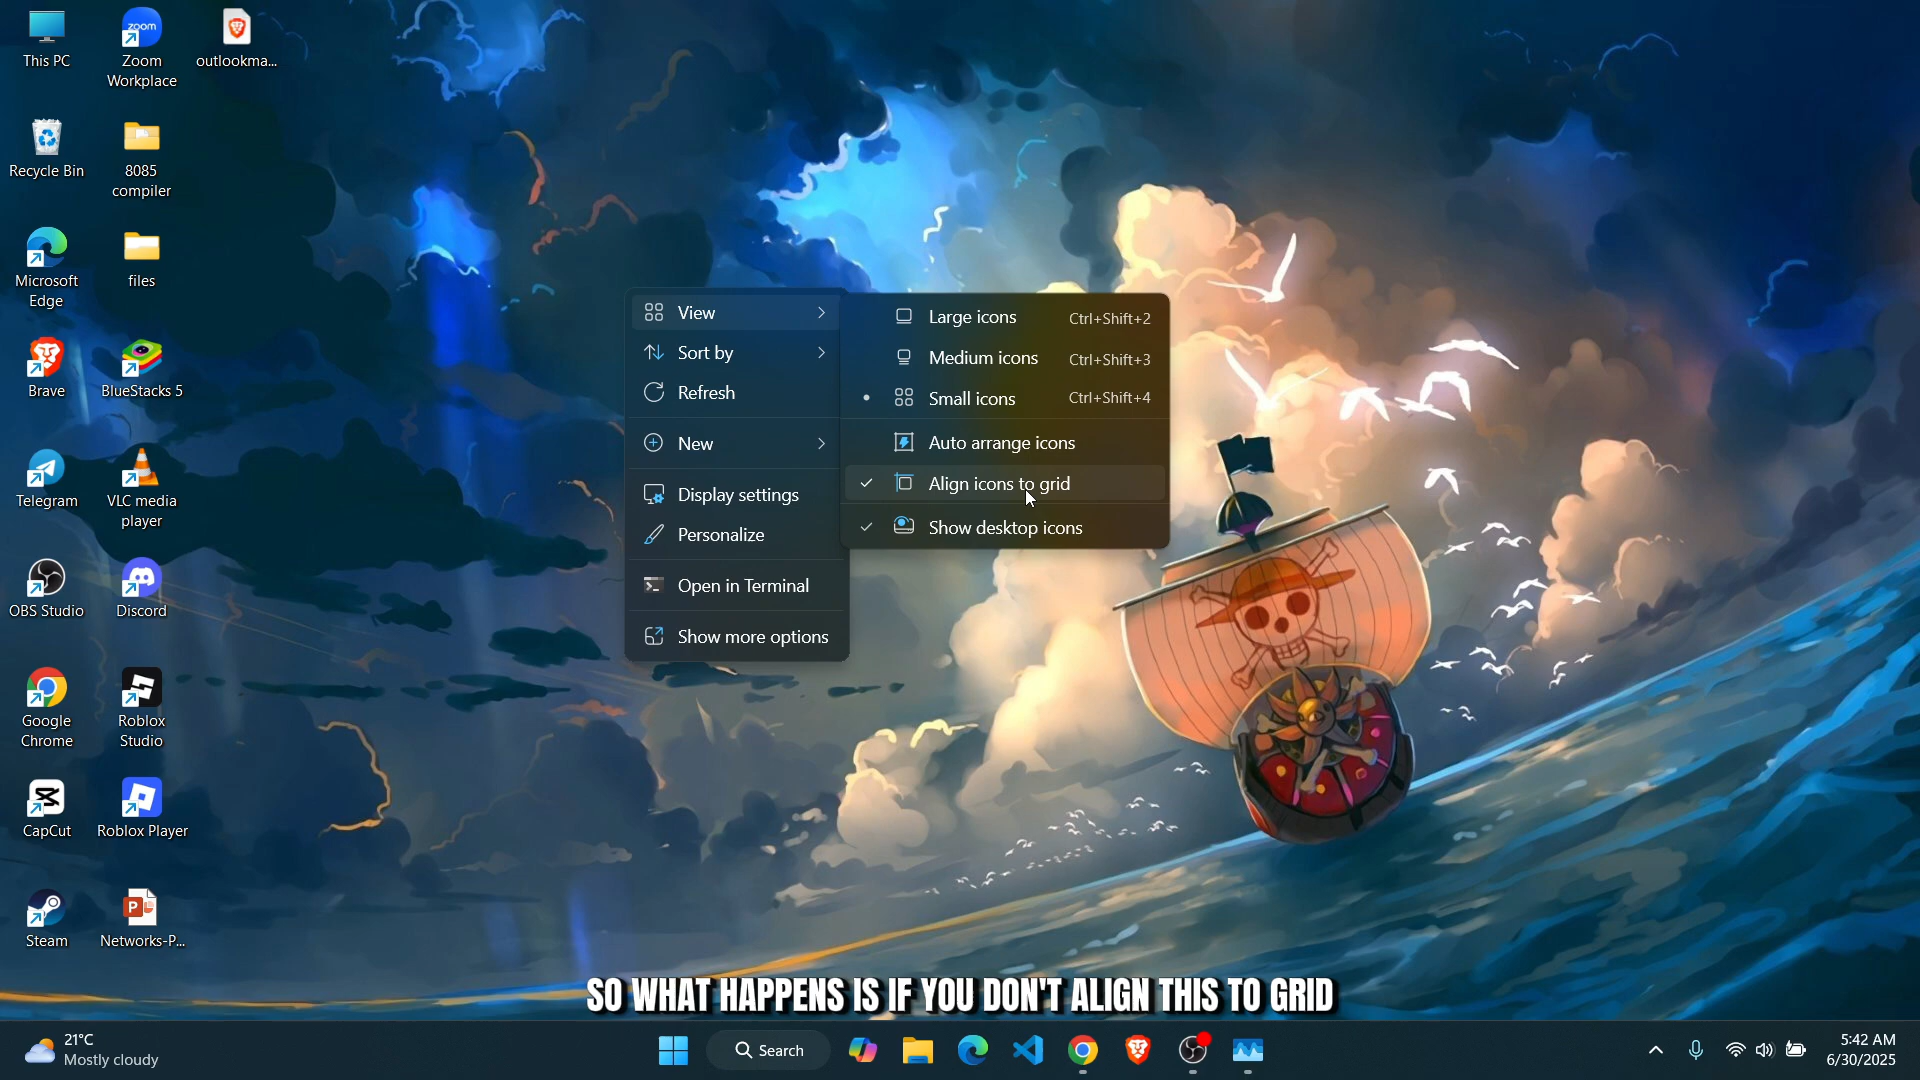 This PC
zoom
Zoom
Workplace
outlookma...
Recycle Bin
8085
compiler
Microsoft
Edge
files
Brave
BlueStacks 5
Telegram
VLC media
player
OBS Studio
Discord
Google
Chrome
Roblox
Studio
CapCut
Roblox Player
Steam
P
Networks-P...
View
Sort by
Refresh
New
Display settings
Personalize
Open in Terminal
Show more options
Large icons Ctrl+Shift+2
Medium icons Ctrl+Shift+3
Small icons Ctrl+Shift+4
Auto arrange icons
Align icons to grid
Show desktop icons
SO WHAT HAPPENS IS IF YOU DON'T ALIGN THIS TO GRID
21°C
Mostly cloudy
Search
5:42 AM
6/30/2025